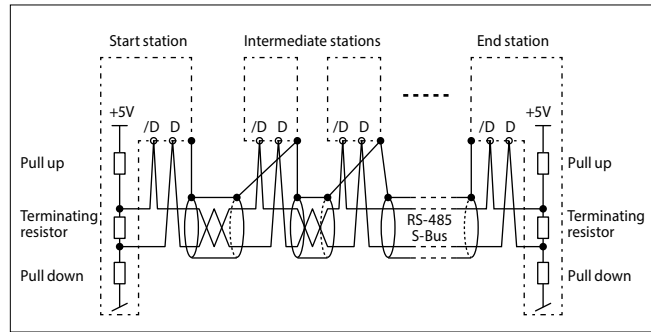 Start station
Intermediate stations
End station
+5V
/D D
/D D
/D D
/D D
+5V
Pull up
Pull up
Terminating
resistor
RS-485
S-Bus
Terminating
resistor
Pull down
Pull down